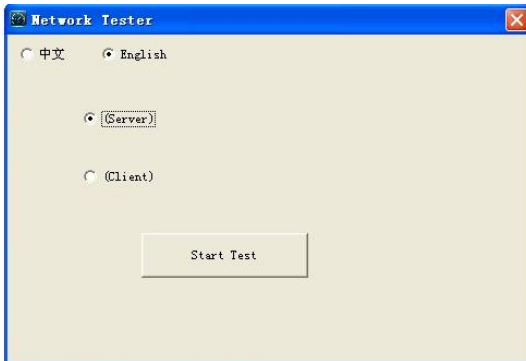 Network Tester
中文 English
(Server)
(Client)
Start Test